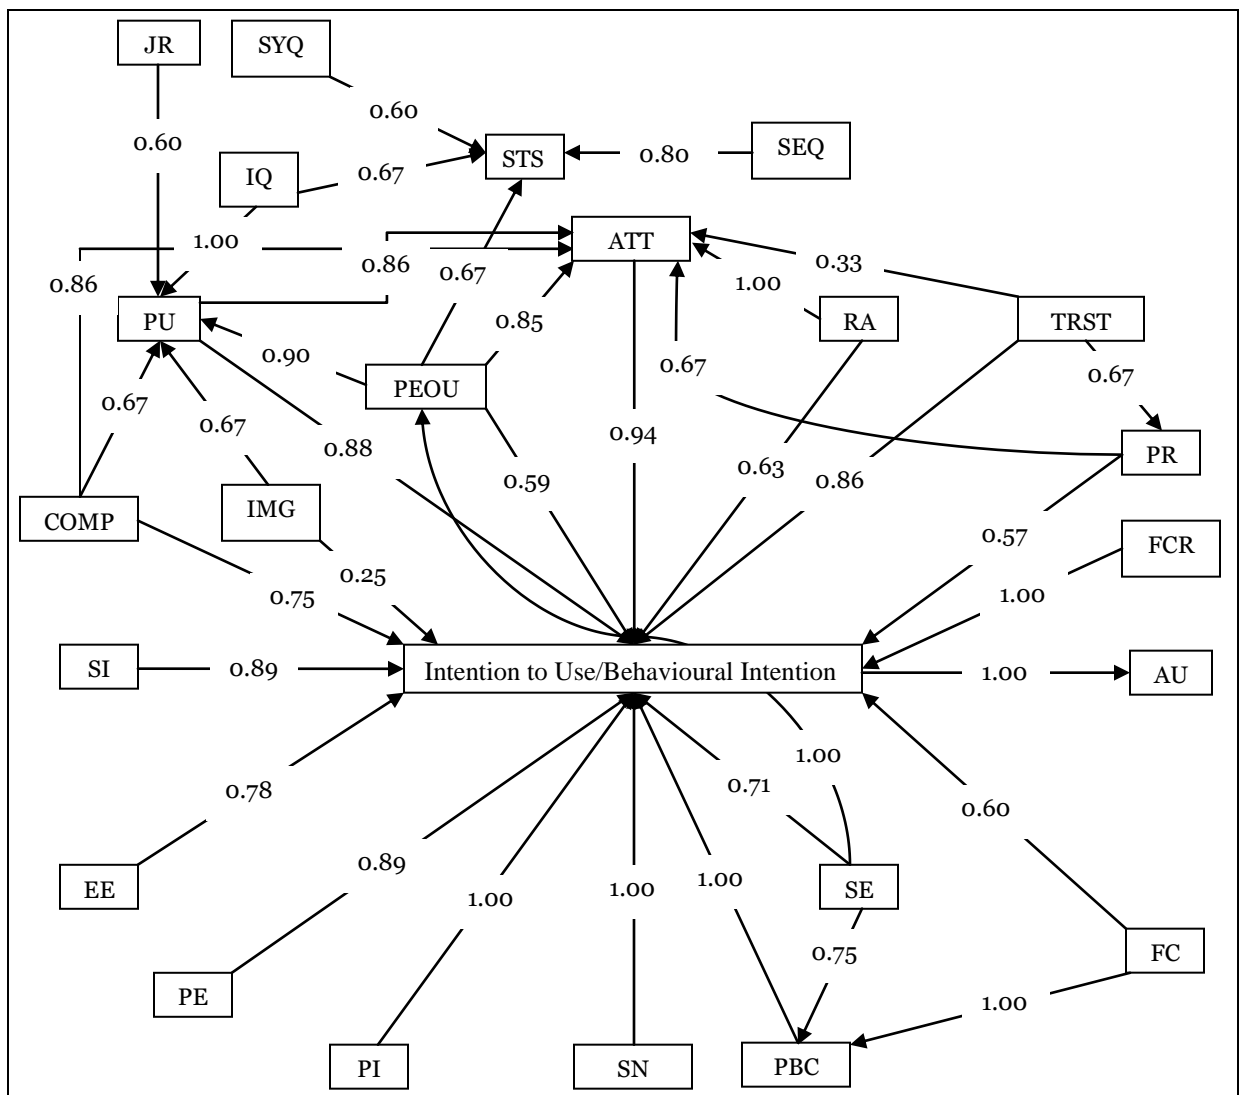 JR
SYQ
0.60
0.60
SEQ
STS
0.80
IQ
0.67
1.00
ATT
0.86
0.86
0.67
0.33
1.00
PU
0.85
RA
TRST
0.90
0.67
0.67
PEOU
0.67
0.67
0.88
0.94
PR
0.59
0.63
0.86
COMP
IMG
0.57
FCR
0.25
0.75
1.00
SI
0.89
Intention to Use/Behavioural Intention
1.00
AU
1.00
0.78
0.71
0.60
0.89
EE
1.00
1.00
1.00
SE
0.75
FC
PE
1.00
PI
SN
PBC